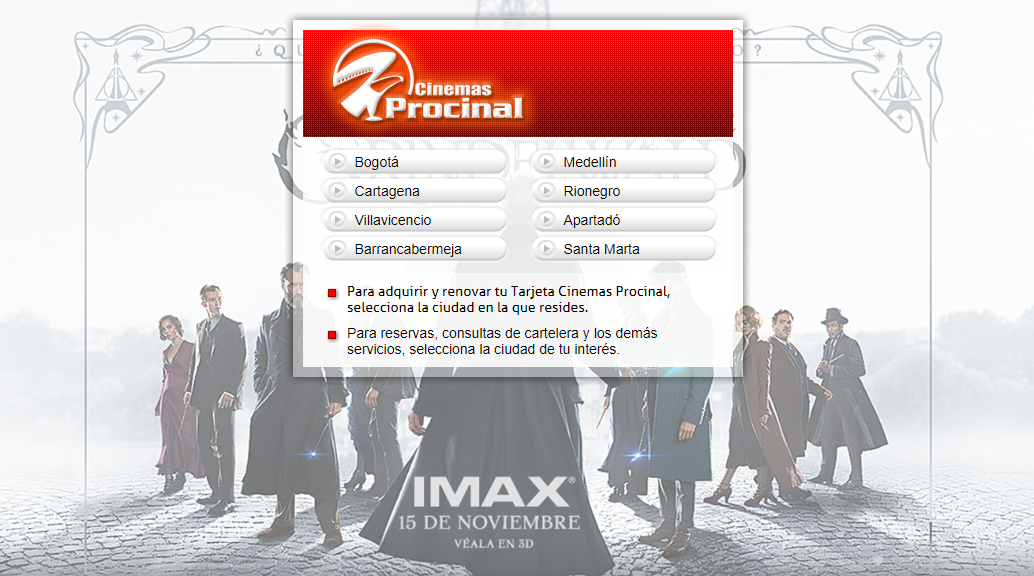 Cinemas
Procinal
Bogotá
Medellín
Cartagena
Rionegro
Villavicencio
Apartadó
Barrancabermeja
Santa Marta
Para adquirir y renovar tu Tarjeta Cinemas Procinal,
selecciona la ciudad en la que resides.
Para reservas, consultas de cartelera y los demás
servicios, selecciona la ciudad de tu interés.
IMAX®
15 DE NOVIEMBRE
VÉALA EN 3D